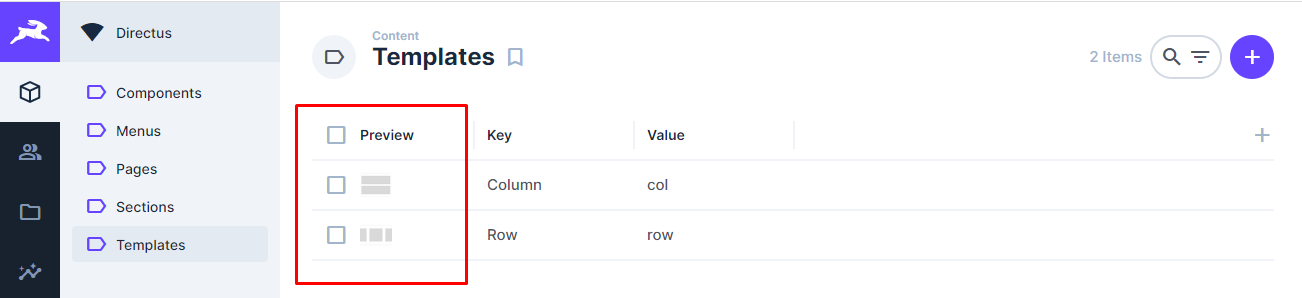 Directus
Components
Menus
Pages
Sections
Templates
Content
Templates
2 Items
Preview Key Value
Column col
Row row